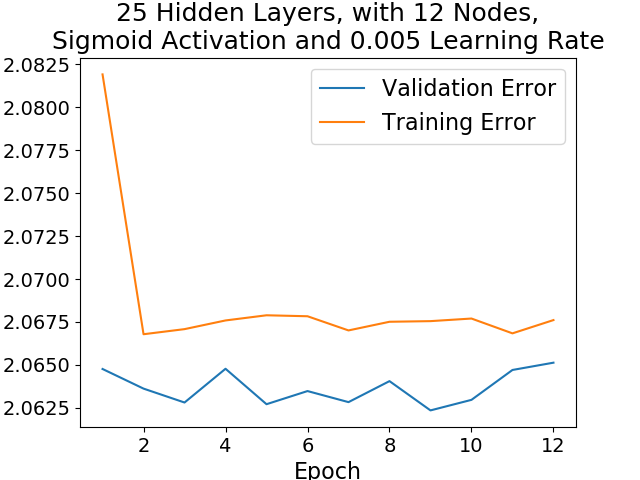 25 Hidden Layers, with 12 Nodes,
Sigmoid Activation and 0.005 Learning Rate
2.0825
2.0800
2.0775
2.0750
2.0725
2.0700
2.0675
2.0650
2.0625
Validation Error
Training Error
2 4 6 8 10 12
Epoch